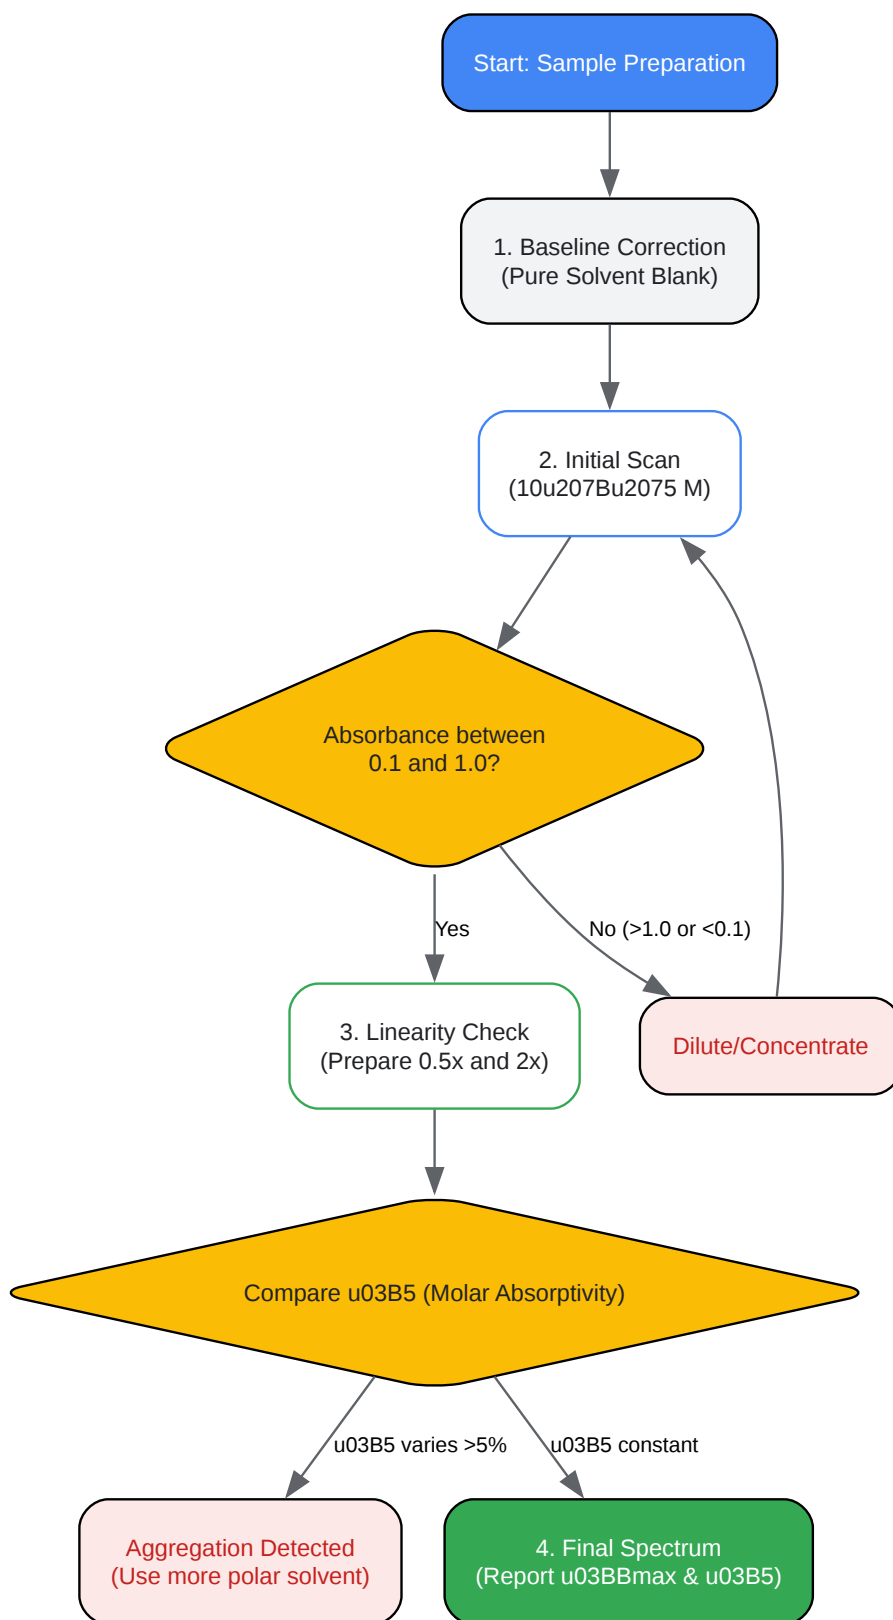 Start: Sample Preparation
1. Baseline Correction
(Pure Solvent Blank)
2. Initial Scan
(10u207Bu2075 M)
Absorbance between
0.1 and 1.0?
Yes
No (>1.0 or <0.1)
3. Linearity Check
(Prepare 0.5x and 2x)
Dilute/Concentrate
Compare u03B5 (Molar Absorptivity)
u03B5 varies >5%
u03B5 constant
Aggregation Detected
(Use more polar solvent)
4. Final Spectrum
(Report u03BBmax & u03B5)